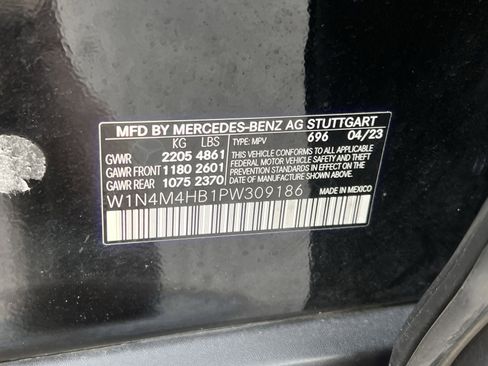 MFD BY MERCEDES-BENZ AG STUTTGART
KG LBS TYPE: MPV 696 04/23
GVWR 2205 4861 THIS VEHICLE CONFORMS TO ALL APPLICABLE
GAWR FRONT 1180 2601 FEDERAL MOTOR VEHICLE SAFETY AND THEFT
GAWR REAR 1075 2370 PREVENTION STANDARDS IN EFFECT ON THE DATE OF MANUFACTURE SHOWN ABOVE.
W1N4M4HB1PW309186 MADE IN MEXICO